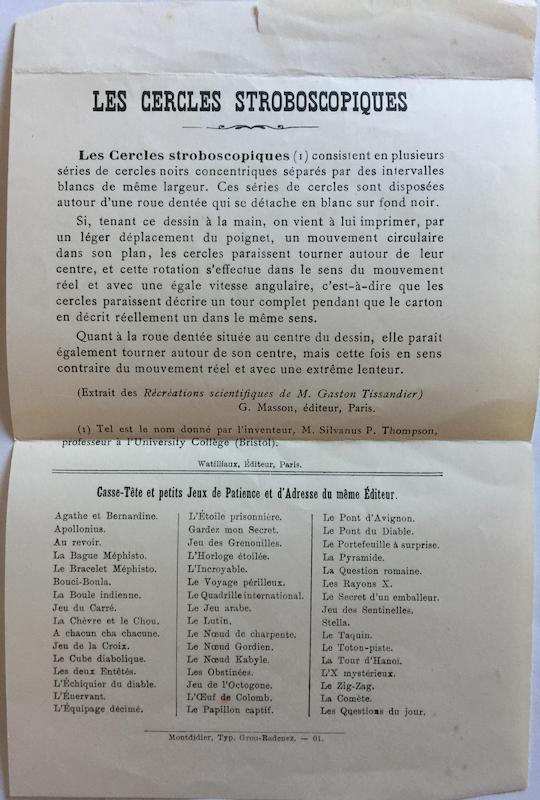 LES CERCLES STROBOSCOPIQUES
Les Cercles stroboscopiques (1) consistent en plusieurs
séries de cercles noirs concentriques séparés par des intervalles
blancs de même largeur. Ces séries de cercles sont disposées
autour d'une roue dentée qui se détache en blanc sur fond noir.
Si, tenant ce dessin à la main, on vient à lui imprimer, par
un léger déplacement du poignet, un mouvement circulaire
dans son plan, les cercles paraissent tourner autour de leur
centre, et cette rotation s'effectue dans le sens du mouvement
réel et avec une égale vitesse angulaire, c'est-à-dire que les
cercles paraissent décrire un tour complet pendant que le carton
en décrit réellement un dans le même sens.
Quant à la roue dentée située au centre du dessin, elle paraît
également tourner autour de son centre, mais cette fois en sens
contraire du mouvement réel et avec une extrême lenteur.
(Extrait des Récréations scientifiques de M. Gaston Tissandier)
G. Masson, éditeur, Paris.
(1) Tel est le nom donné par l'inventeur, M. Silvanus P. Thompson,
professeur à l'University Collège (Bristol).
Watilliaux, Éditeur, Paris.
Casse-Tête et petits Jeux de Patience et d'Adresse du même Éditeur.
Agathe et Bernardine.
Apollonius.
Au revoir.
La Bague Méphisto.
Le Bracelet Méphisto.
Bouci-Boula.
La Boule indienne.
Jeu du Carré.
La Chèvre et le Chou.
A chacun cha chacune.
Jeu de la Croix.
Le Cube diabolique.
Les deux Entêtés.
L'Échiquier du diable.
L'Énervant.
L'Équipage décimé.
L'Étoile prisonnière.
Gardez mon Secret.
Jeu des Grenouilles.
L'Horloge étoilée.
L'Incroyable.
Le Voyage périlleux.
Le Quadrille international.
Le Jeu arabe.
Le Lutin.
Le Nœud de charpente.
Le Nœud Gordien.
Le Nœud Kabyle.
Les Obstinées.
Jeu de l'Octogone.
L'Œuf de Colomb.
Le Papillon captif.
Le Pont d'Avignon.
Le Pont du Diable.
Le Portefeuille à surprise.
La Pyramide.
La Question romaine.
Les Rayons X.
Le Secret d'un emballeur.
Jeu des Sentinelles.
Stella.
Le Taquin.
Le Toton-piste.
La Tour d'Hanoï.
L'X mystérieux.
Le Zig-Zag.
La Comète.
Les Questions du jour.
Montdidier, Typ. Grou-Radenez. — 01.